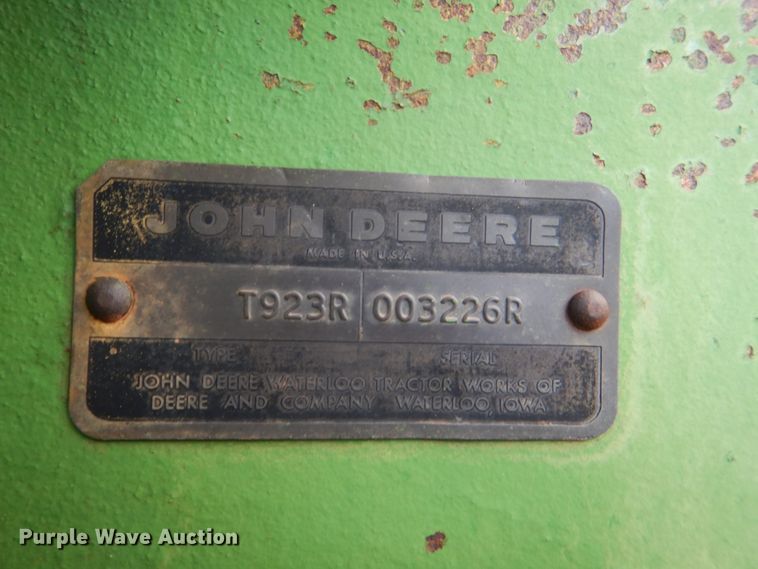 JOHN DEERE
MADE IN U.S.A.
T923R 003226R
TYPE SERIAL
JOHN DEERE WATERLOO TRACTOR WORKS OF
DEERE AND COMPANY WATERLOO, IOWA
Purple Wave Auction